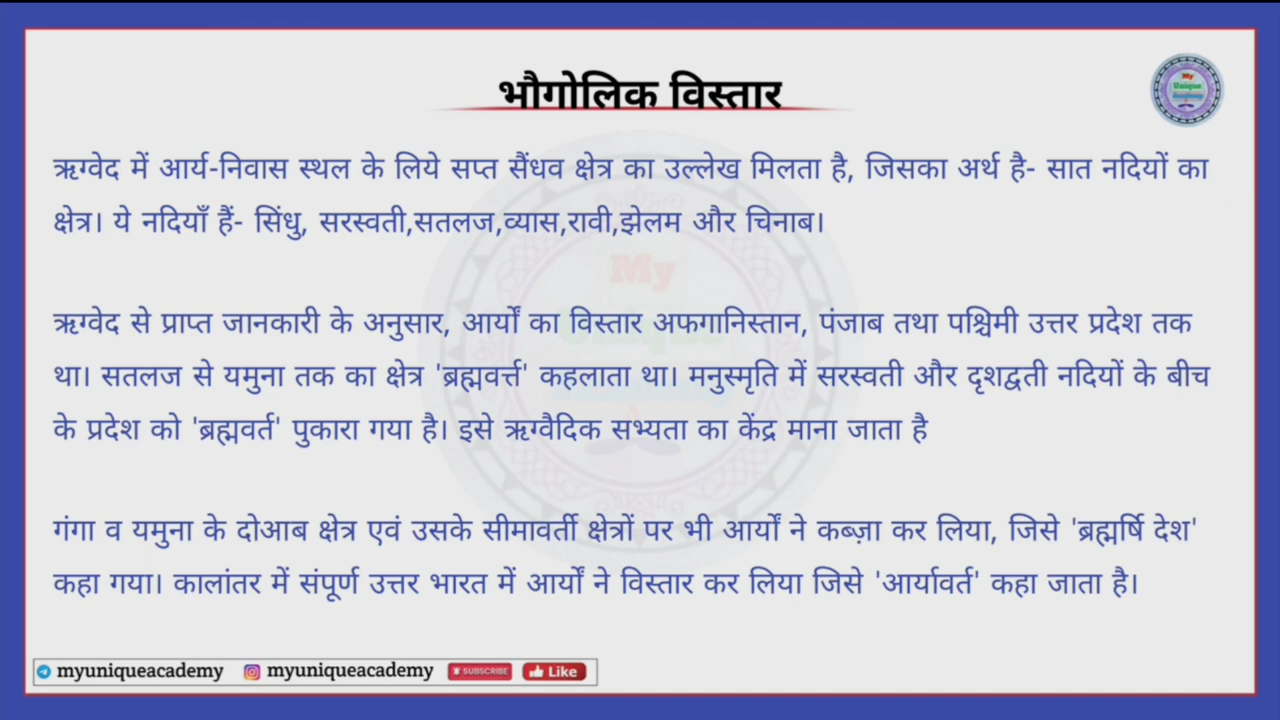 भौगोलिक विस्तार
My
Unique
Academy
ऋग्वेद में आर्य-निवास स्थल के लिये सप्त सैंधव क्षेत्र का उल्लेख मिलता है, जिसका अर्थ है- सात नदियों का
क्षेत्र। ये नदियाँ हैं- सिंधु, सरस्वती,सतलज,व्यास,रावी,झेलम और चिनाब।
ऋग्वेद से प्राप्त जानकारी के अनुसार, आर्यों का विस्तार अफगानिस्तान, पंजाब तथा पश्चिमी उत्तर प्रदेश तक
था। सतलज से यमुना तक का क्षेत्र 'ब्रह्मवर्त्त' कहलाता था। मनुस्मृति में सरस्वती और दृशद्वती नदियों के बीच
के प्रदेश को 'ब्रह्मवर्त' पुकारा गया है। इसे ऋग्वैदिक सभ्यता का केंद्र माना जाता है
गंगा व यमुना के दोआब क्षेत्र एवं उसके सीमावर्ती क्षेत्रों पर भी आर्यों ने कब्ज़ा कर लिया, जिसे 'ब्रह्मर्षि देश'
कहा गया। कालांतर में संपूर्ण उत्तर भारत में आर्यों ने विस्तार कर लिया जिसे 'आर्यावर्त' कहा जाता है।
myuniqueacademy myuniqueacademy SUBSCRIBE Like